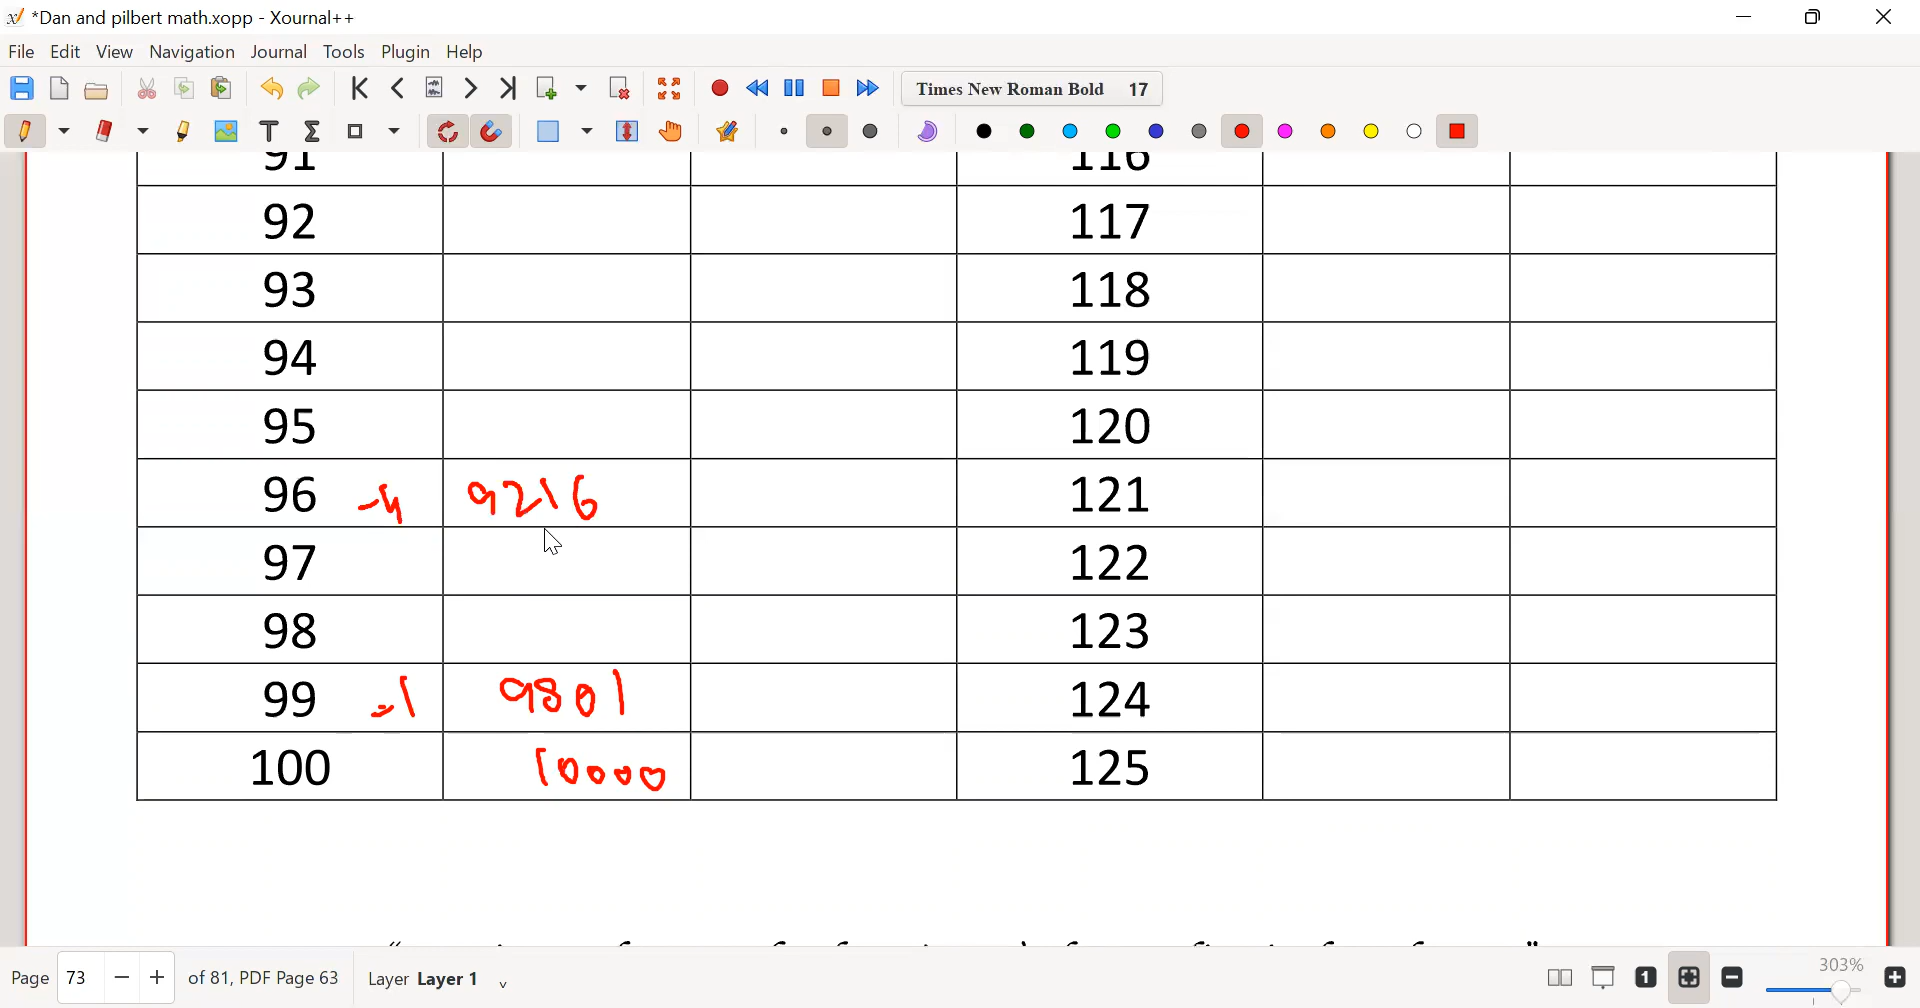 *Dan and pilbert math.xopp - Xournal++
File Edit View Navigation Journal Tools Plugin Help
Times New Roman Bold 17
91 116
92 117
93 118
94 119
95 120
96 -4 9216 121
97 122
98 123
99 -1 9801 124
100 10000 125
Page 73 of 81, PDF Page 63 Layer Layer 1 303%